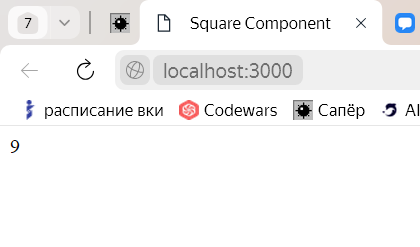 7
Square Component
localhost:3000
расписание вки
Codewars
Сапёр
AI
9